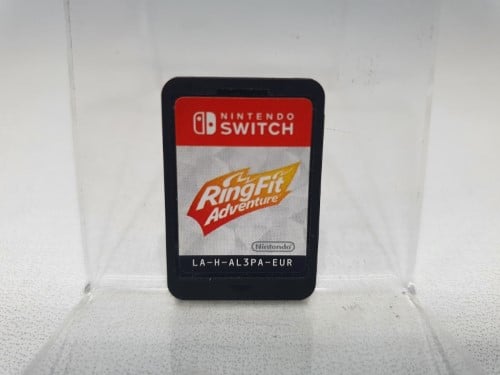 NINTENDO
SWITCH
RingFit
Adventure
Nintendo
LA-H-AL3PA-EUR